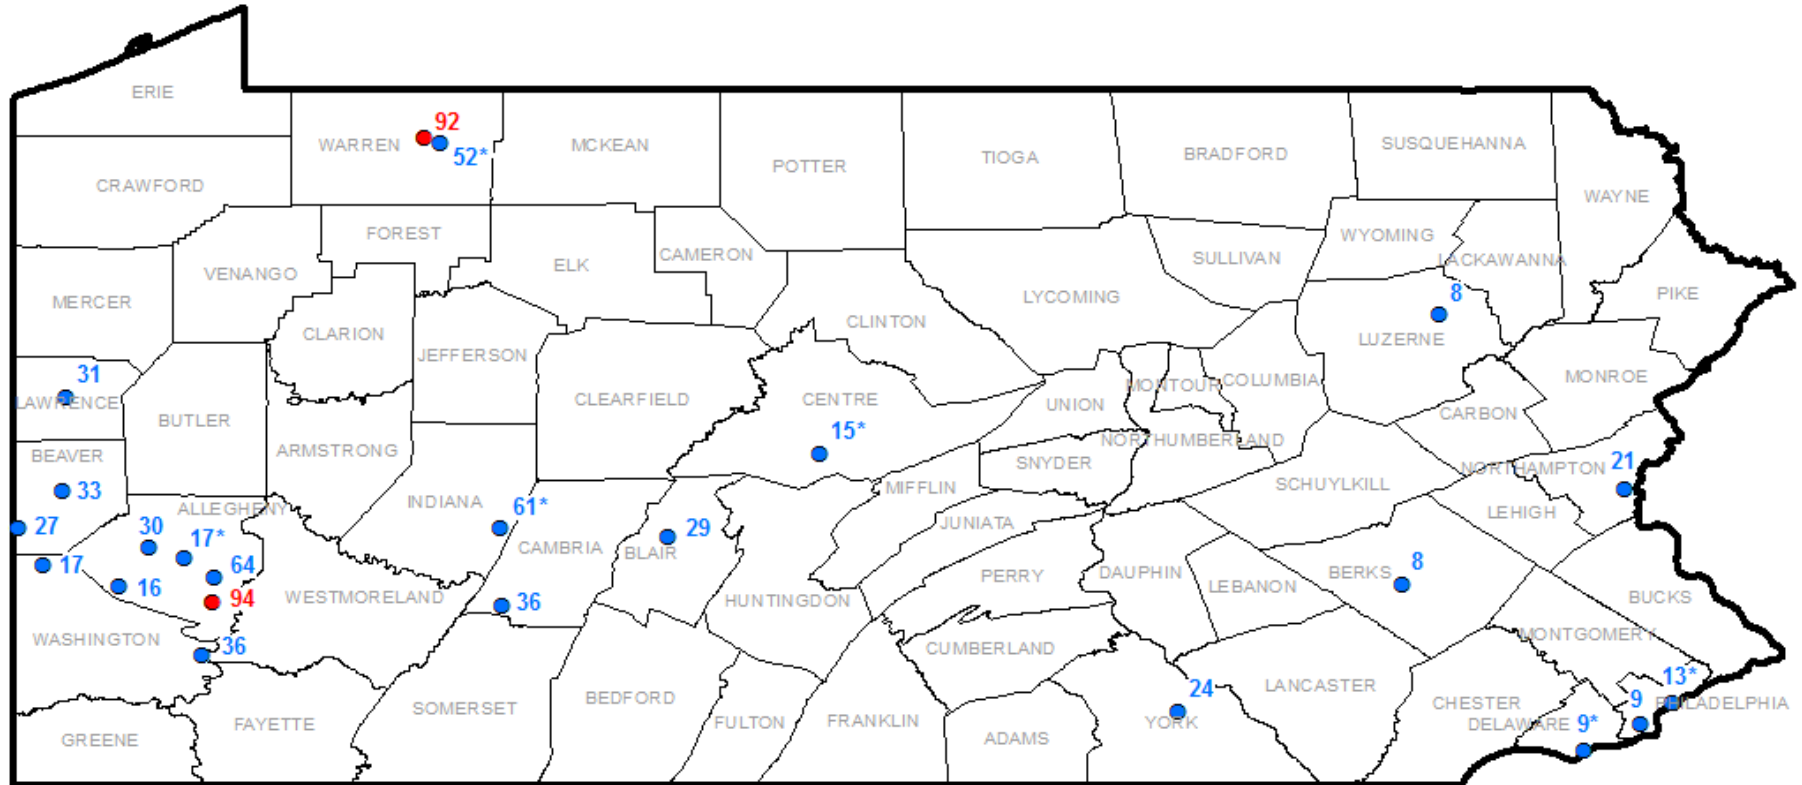 ERIE
92
WARREN
52*
MCKEAN
POTTER
TIOGA
BRADFORD
SUSQUEHANNA
CRAWFORD
WAYNE
FOREST
WYOMING
CAMERON
SULLIVAN
LACKAWANNA
VENANGO
ELK
MERCER
LYCOMING
8
PIKE
CLINTON
CLARION
LUZERNE
JEFFERSON
31
MONROE
LAWRENCE
CLEARFIELD
CENTRE
UNION
MONTOUR
COLUMBIA
CARBON
BUTLER
15*
ARMSTRONG
NORTHUMBERLAND
BEAVER
SNYDER
NORTHAMPTON
21
33
MIFFLIN
SCHUYLKILL
INDIANA
ALLEGHENY
61*
JUNIATA
LEHIGH
27
30
17*
CAMBRIA
BLAIR
29
17
64
PERRY
DAUPHIN
LEBANON
BERKS
8
16
94
WESTMORELAND
36
HUNTINGDON
BUCKS
WASHINGTON
36
CUMBERLAND
MONTGOMERY
13*
24
LANCASTER
BEDFORD
SOMERSET
9
CHESTER
PHILADELPHIA
FAYETTE
FULTON
FRANKLIN
YORK
DELAWARE
9*
GREENE
ADAMS